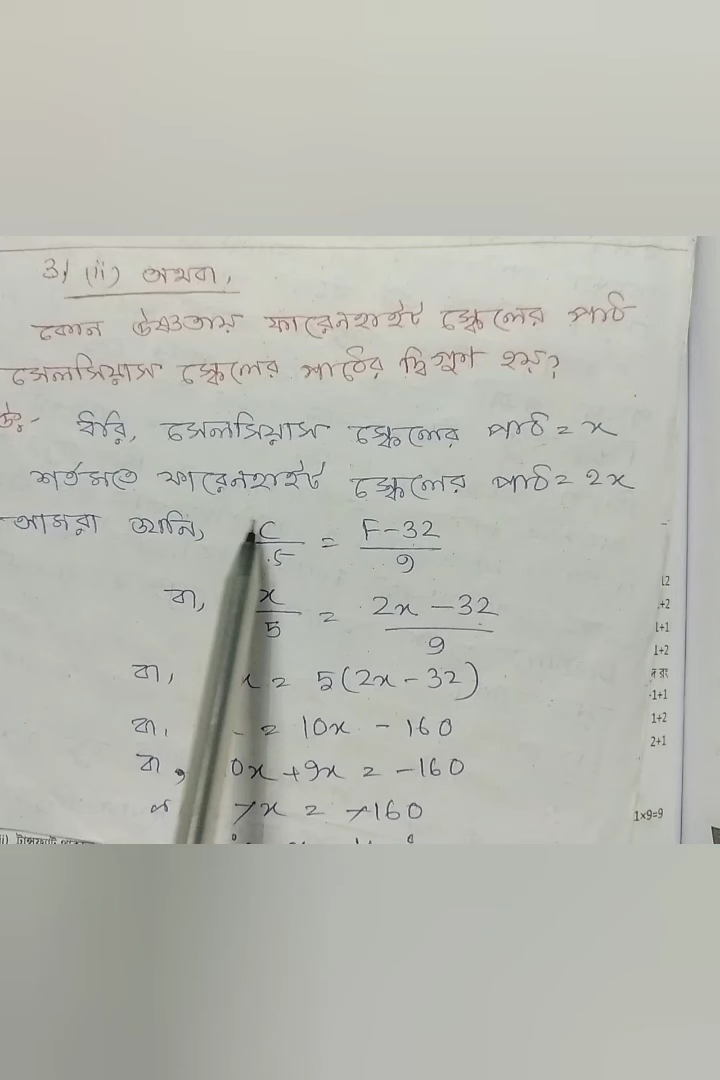 3) (ii) অথবা,
কোন উষ্ণতায় ফারেনহাইট স্কেলের পাঠ
সেলসিয়াস স্কেলের পাঠের দ্বিগুণ হয়?
উঃ- ধরি, সেলসিয়াস স্কেলের পাঠ = x
শর্তমতে ফারেনহাইট স্কেলের পাঠ = 2x
আমরা জানি, C/5 = F-32/9
বা, x/5 = 2x-32/9
বা, x = 5(2x-32)
বা, = 10x - 160
বা, 0x + 9x = -160
x = 160
12
+2
1+1
1+2
1+1
1+2
2+1
1×9=9